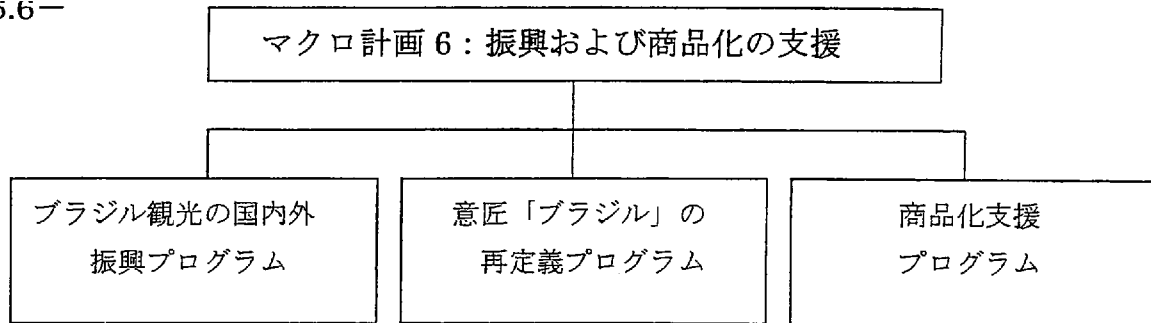 5.6－
マクロ計画 6：振興および商品化の支援
ブラジル観光の国内外
振興プログラム
意匠「ブラジル」の
再定義プログラム
商品化支援
プログラム